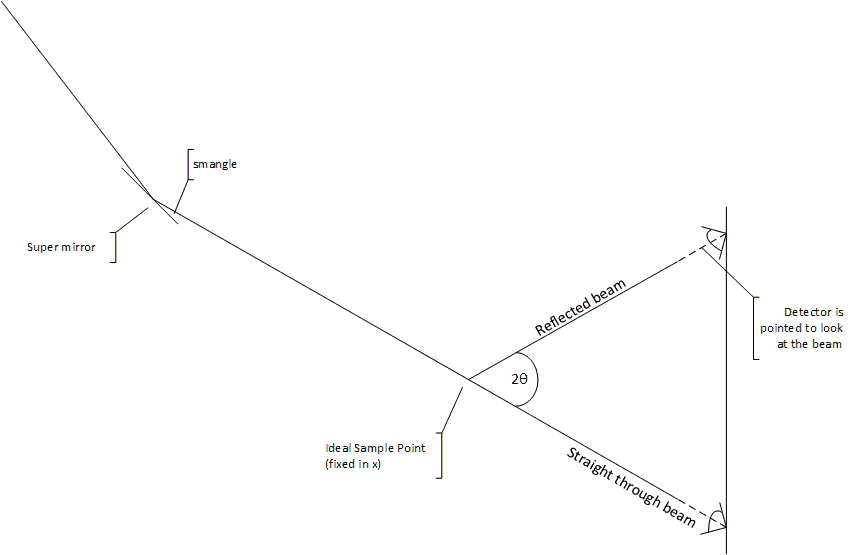 smangle
Super mirror
Reflected beam
Detector is
pointed to look
at the beam
2θ
Ideal Sample Point
(fixed in x)
Straight through beam